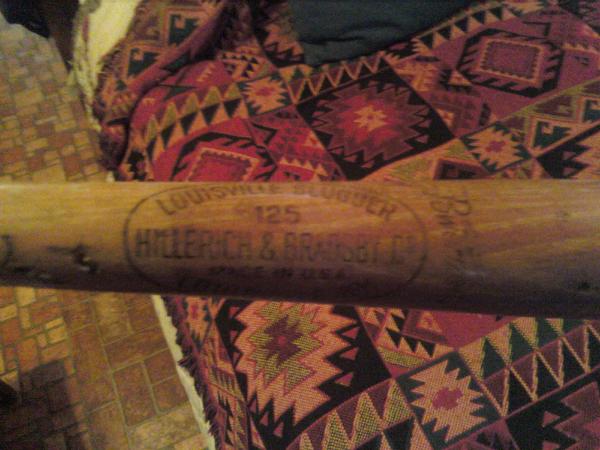 LOUISVILLE SLUGGER
125
HILLERICH & BRADSBY CO
MADE IN U.S.A.